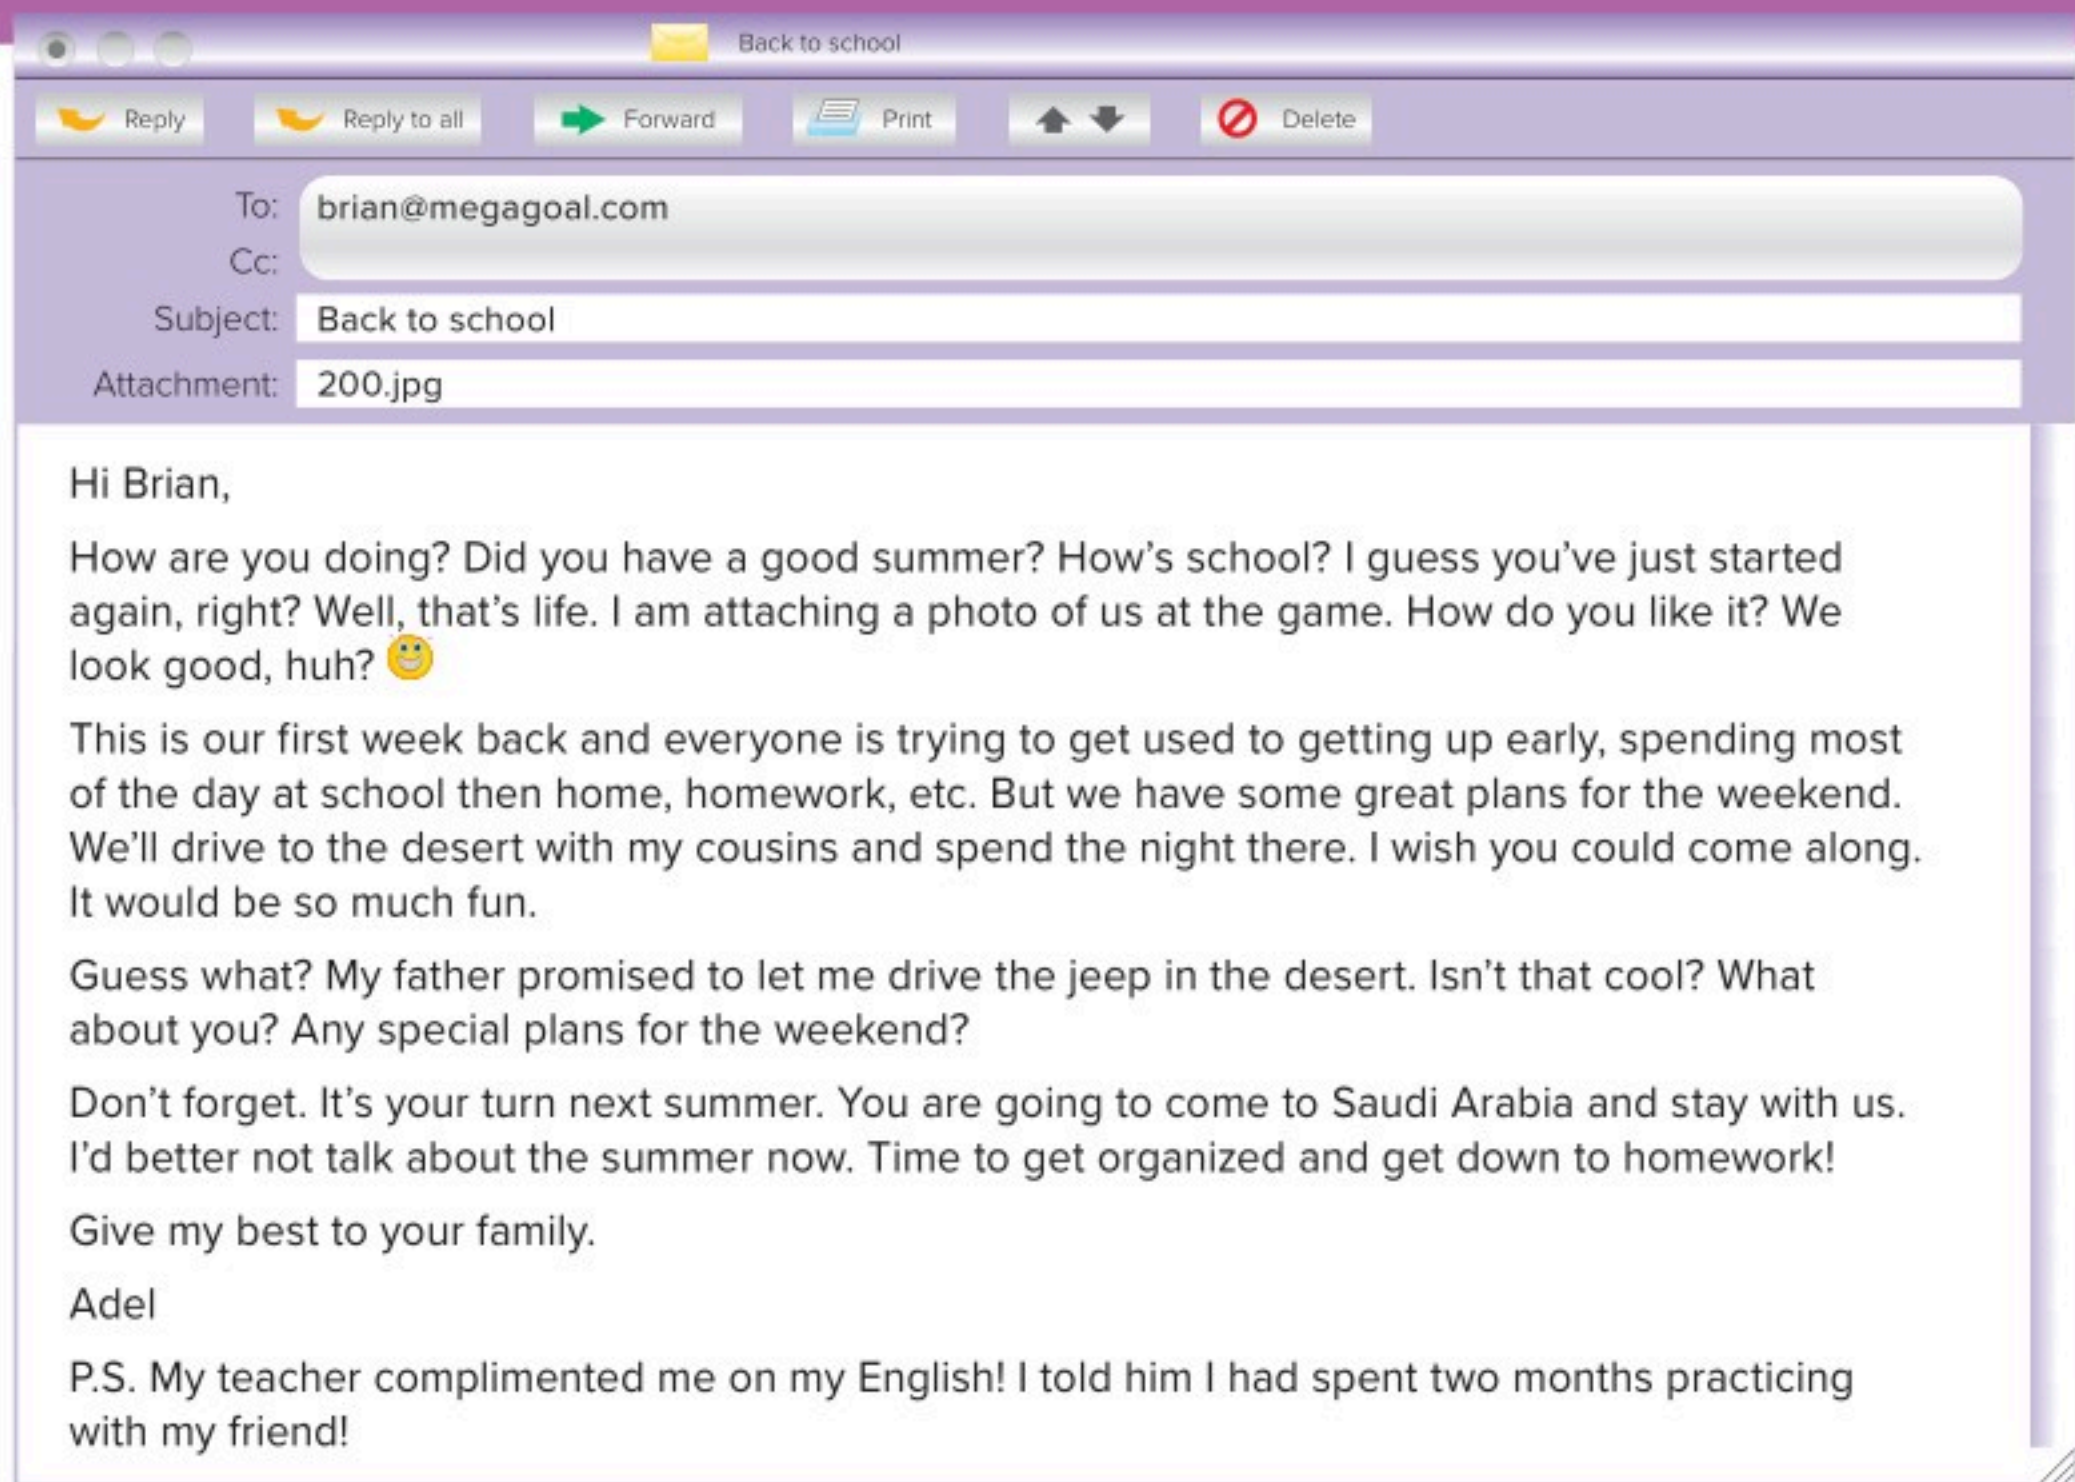 Back to school
Reply
Reply to all
Forward
Print
Delete
To: brian@megagoal.com
Cc:
Subject: Back to school
Attachment: 200.jpg
Hi Brian,
How are you doing? Did you have a good summer? How's school? I guess you've just started
again, right? Well, that's life. I am attaching a photo of us at the game. How do you like it? We
look good, huh?
This is our first week back and everyone is trying to get used to getting up early, spending most
of the day at school then home, homework, etc. But we have some great plans for the weekend.
We'll drive to the desert with my cousins and spend the night there. I wish you could come along.
It would be so much fun.
Guess what? My father promised to let me drive the jeep in the desert. Isn't that cool? What
about you? Any special plans for the weekend?
Don't forget. It's your turn next summer. You are going to come to Saudi Arabia and stay with us.
I'd better not talk about the summer now. Time to get organized and get down to homework!
Give my best to your family.
Adel
P.S. My teacher complimented me on my English! I told him I had spent two months practicing
with my friend!